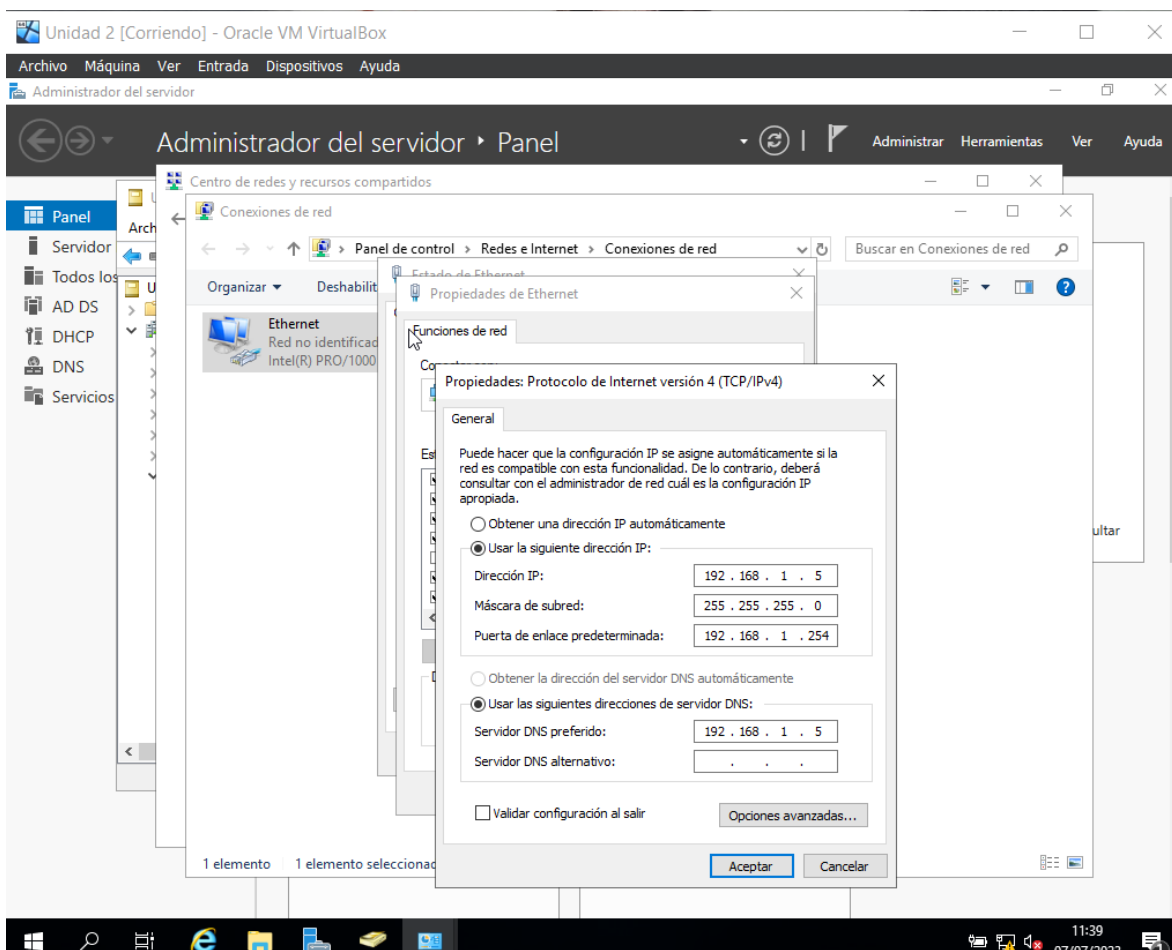 Unidad 2 [Corriendo] - Oracle VM VirtualBox
Archivo Máquina Ver Entrada Dispositivos Ayuda
Administrador del servidor
Administrador del servidor Panel
Administrar Herramientas Ver Ayuda
Centro de redes y recursos compartidos
Panel
Servidor
Todos los
AD DS
DHCP
DNS
Servicios
Arch
U
Conexiones de red
Panel de control > Redes e Internet > Conexiones de red
Buscar en Conexiones de red
Organizar
Deshabilit
Ethernet
Red no identificad
Intel(R) PRO/1000
Estado de Ethernet
Propiedades de Ethernet
Funciones de red
Propiedades: Protocolo de Internet versión 4 (TCP/IPv4)
General
Puede hacer que la configuración IP se asigne automáticamente si la
red es compatible con esta funcionalidad. De lo contrario, deberá
consultar con el administrador de red cuál es la configuración IP
apropiada.
Obtener una dirección IP automáticamente
Usar la siguiente dirección IP:
Dirección IP: 192 . 168 . 1 . 5
Máscara de subred: 255 . 255 . 255 . 0
Puerta de enlace predeterminada: 192 . 168 . 1 . 254
Obtener la dirección del servidor DNS automáticamente
Usar las siguientes direcciones de servidor DNS:
Servidor DNS preferido: 192 . 168 . 1 . 5
Servidor DNS alternativo: . . .
Validar configuración al salir
Opciones avanzadas...
Aceptar Cancelar
ultar
1 elemento 1 elemento seleccionad
11:39